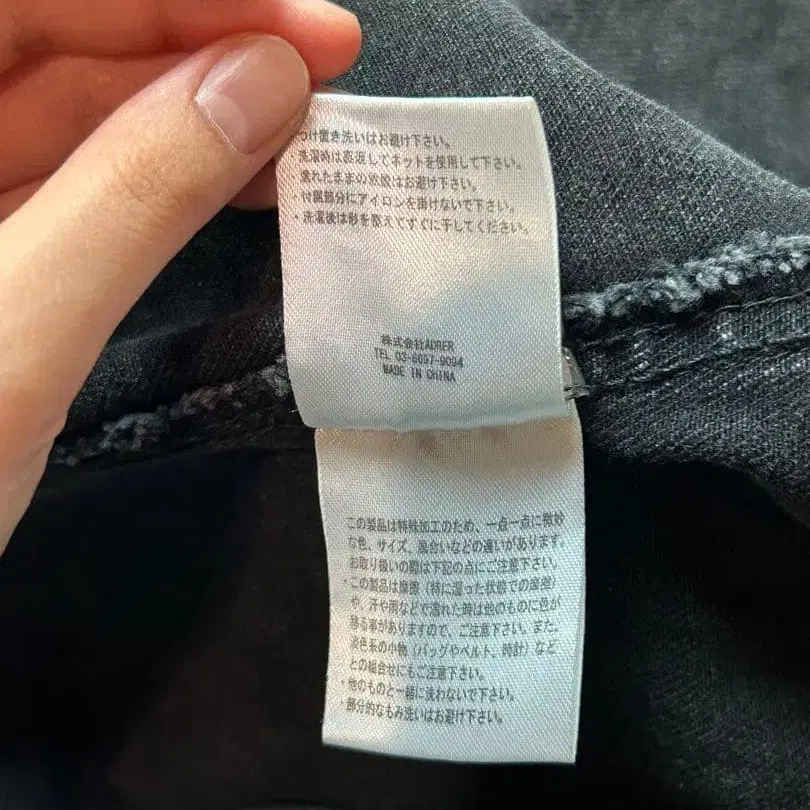 つけ置き洗いはお避け下さい。
洗濯時は裏返してネットを使用して下さい。
濡れたままの放置はお避け下さい。
・付属部分にアイロンを掛けないで下さい。
・洗濯後は形を整えてすぐに干してください。
株式会社ADRER
TEL 03-6697-9094
MADE IN CHINA
この製品は特殊加工のため、一点一点に微妙
な色、サイズ、風合いなどの違いがあります。
お取り扱いの際は下記の点にご注意下さい。
・この製品は摩擦（特に湿った状態での摩擦）
や、汗や雨などで濡れた時は他のものに色が
移る事がありますので、ご注意下さい。また、
淡色系の小物（バッグやベルト、時計）など
との組合せにもご注意下さい。
・他のものと一緒に洗わないで下さい。
・部分的なもみ洗いはお避け下さい。